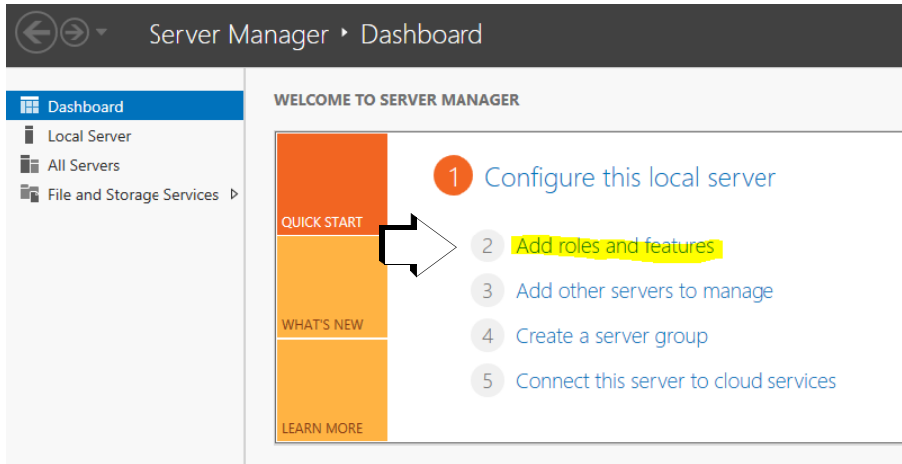 Server Manager ‣ Dashboard
Dashboard
Local Server
All Servers
File and Storage Services
WELCOME TO SERVER MANAGER
QUICK START
WHAT'S NEW
LEARN MORE
1 Configure this local server
2 Add roles and features
3 Add other servers to manage
4 Create a server group
5 Connect this server to cloud services